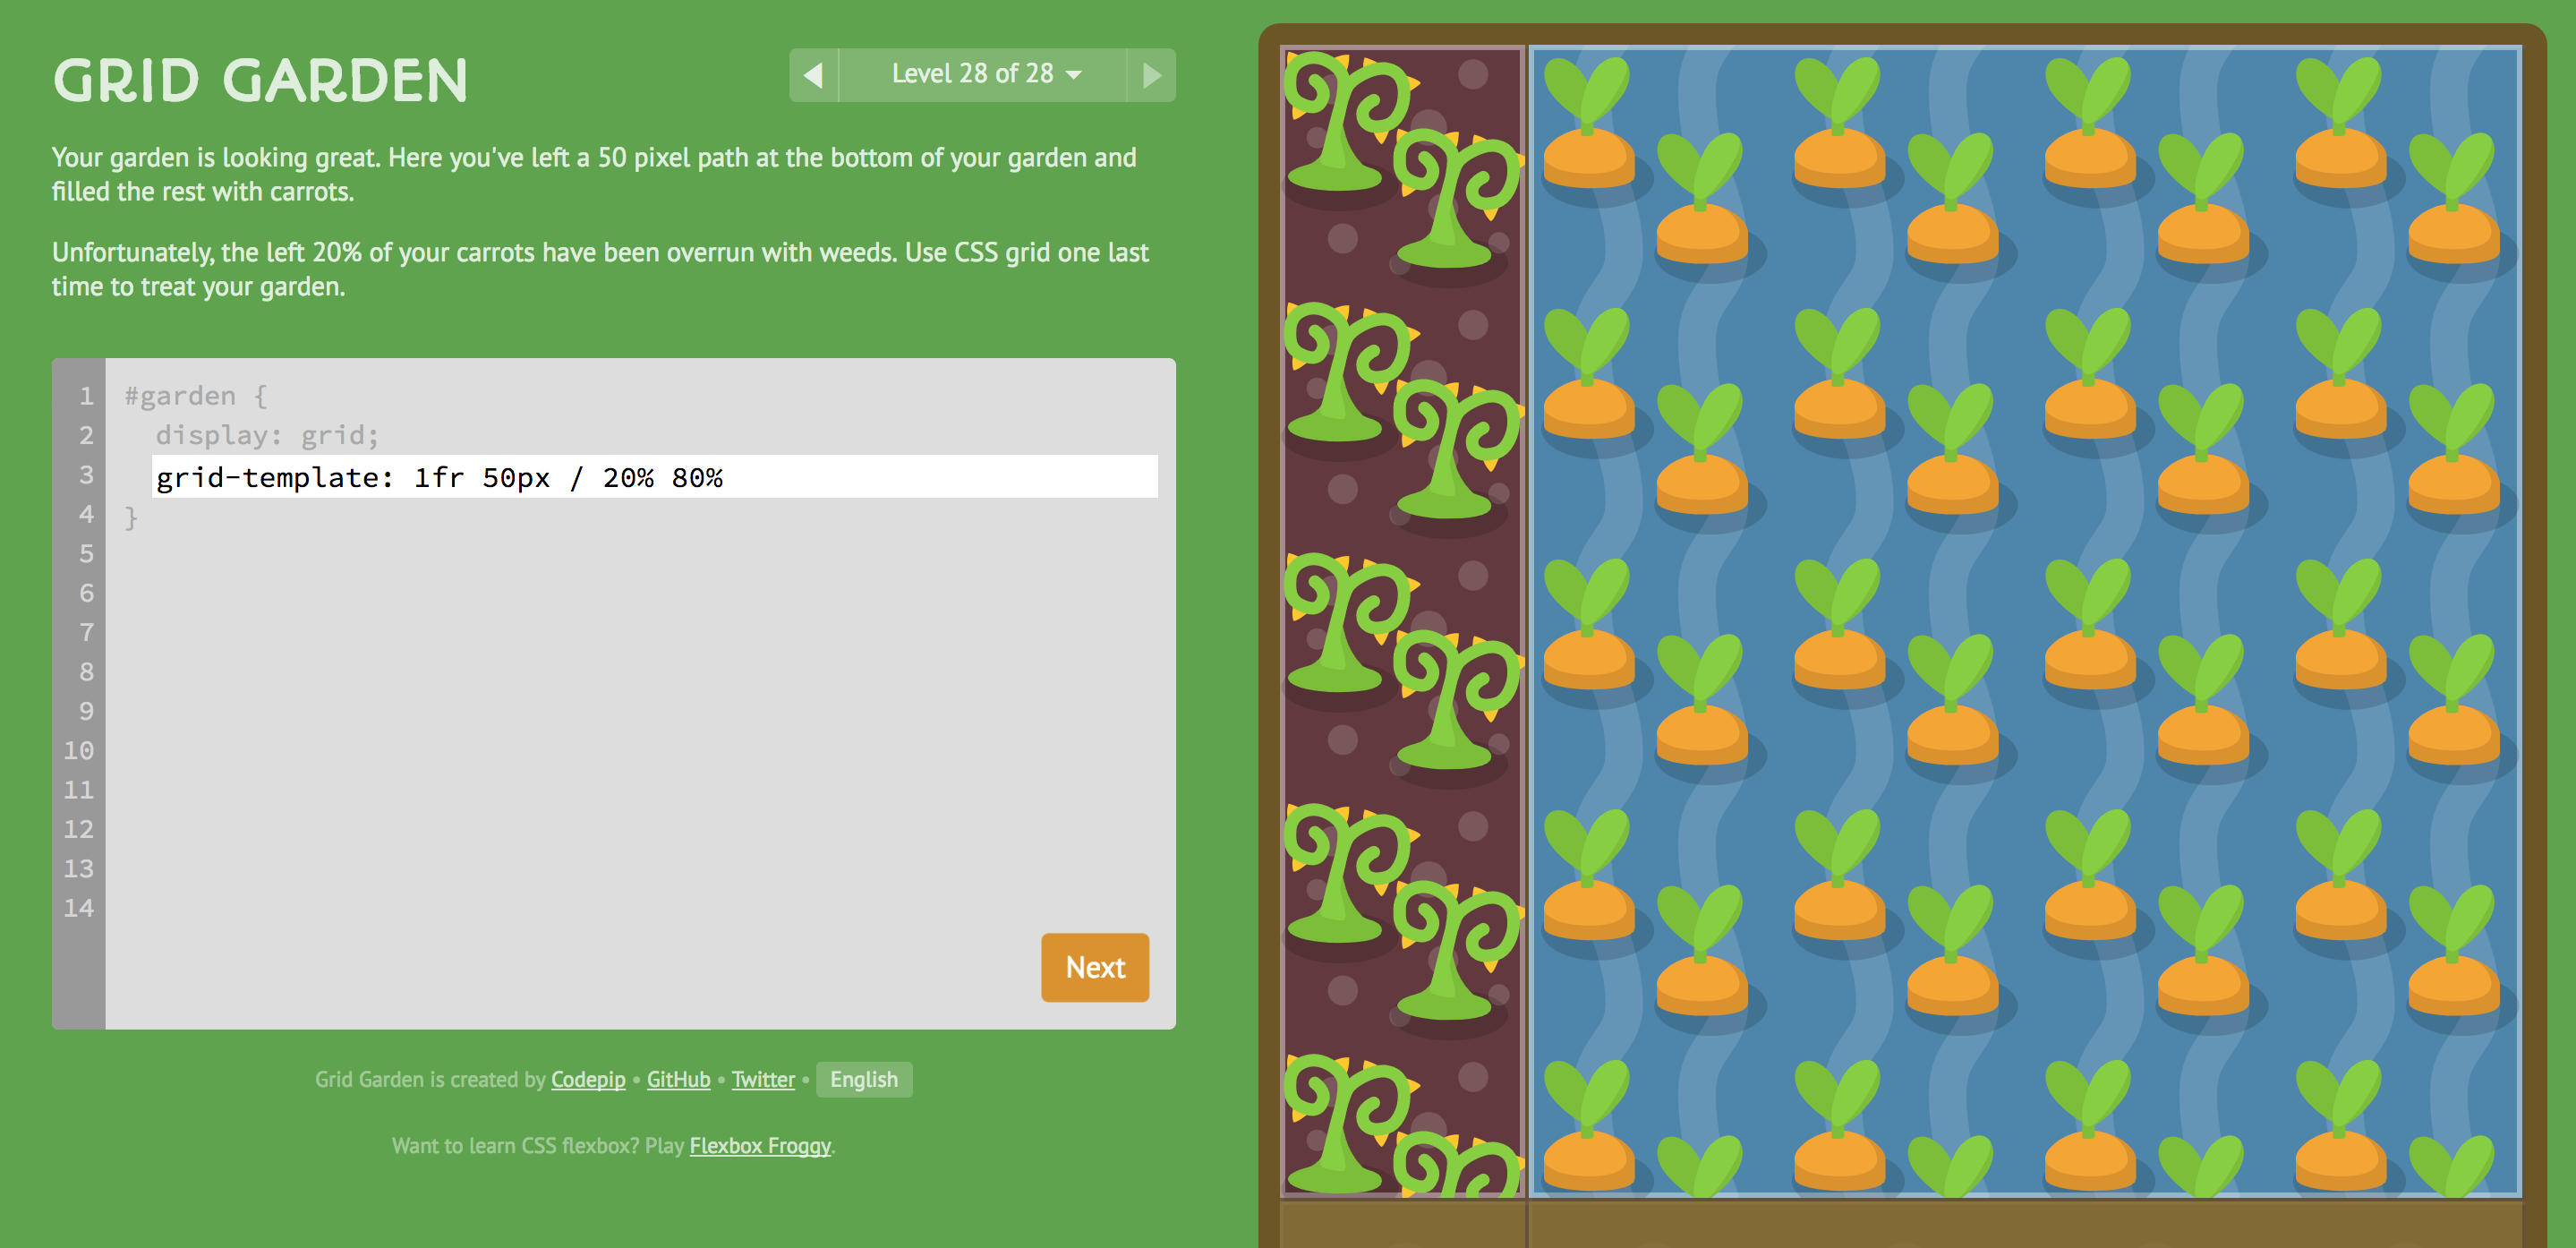 GRID GARDEN
Level 28 of 28
Your garden is looking great. Here you've left a 50 pixel path at the bottom of your garden and
filled the rest with carrots.
Unfortunately, the left 20% of your carrots have been overrun with weeds. Use CSS grid one last
time to treat your garden.
1 #garden {
2 display: grid;
3 grid-template: 1fr 50px / 20% 80%
4 }
5
6
7
8
9
10
11
12
13
14
Next
Grid Garden is created by Codepip • GitHub • Twitter • English
Want to learn CSS flexbox? Play Flexbox Froggy.